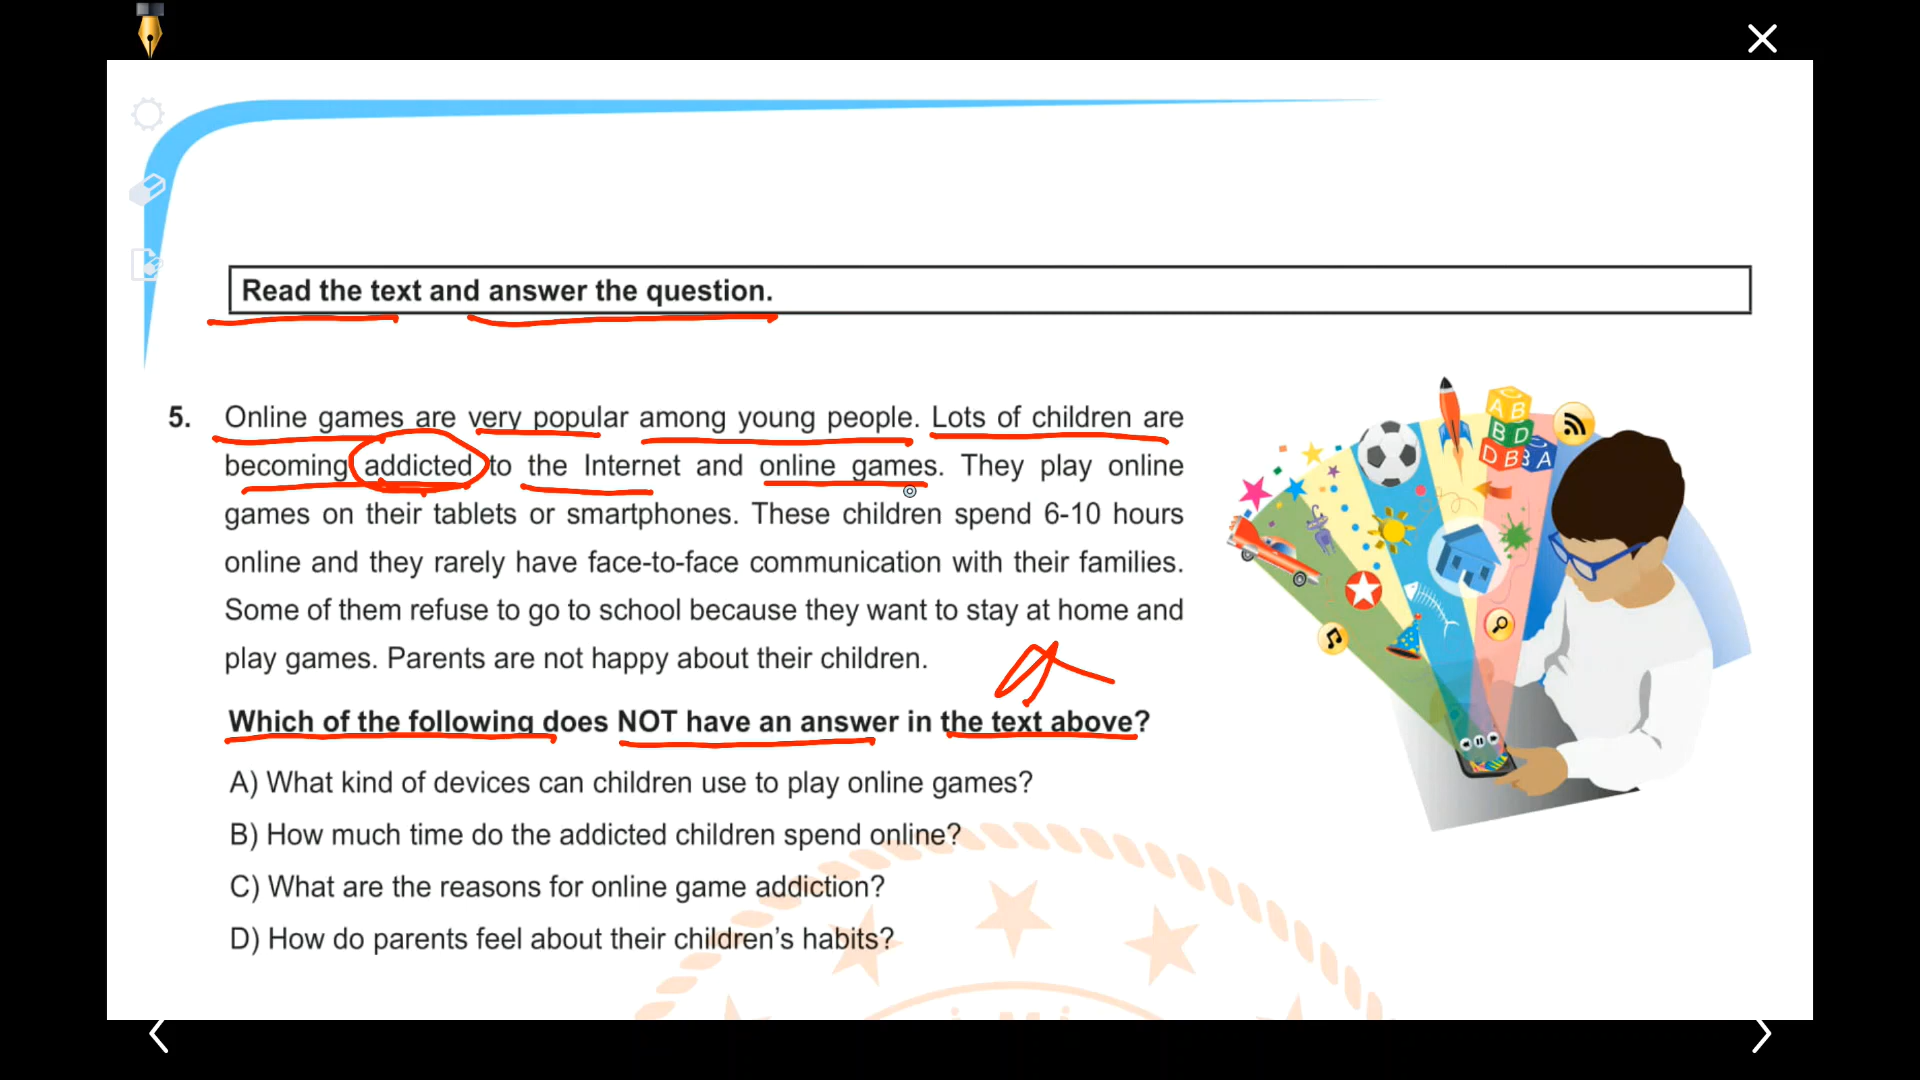 Read the text and answer the question.
5. Online games are very popular among young people. Lots of children are
becoming addicted to the Internet and online games. They play online
games on their tablets or smartphones. These children spend 6-10 hours
online and they rarely have face-to-face communication with their families.
Some of them refuse to go to school because they want to stay at home and
play games. Parents are not happy about their children.
Which of the following does NOT have an answer in the text above?
A) What kind of devices can children use to play online games?
B) How much time do the addicted children spend online?
C) What are the reasons for online game addiction?
D) How do parents feel about their children's habits?